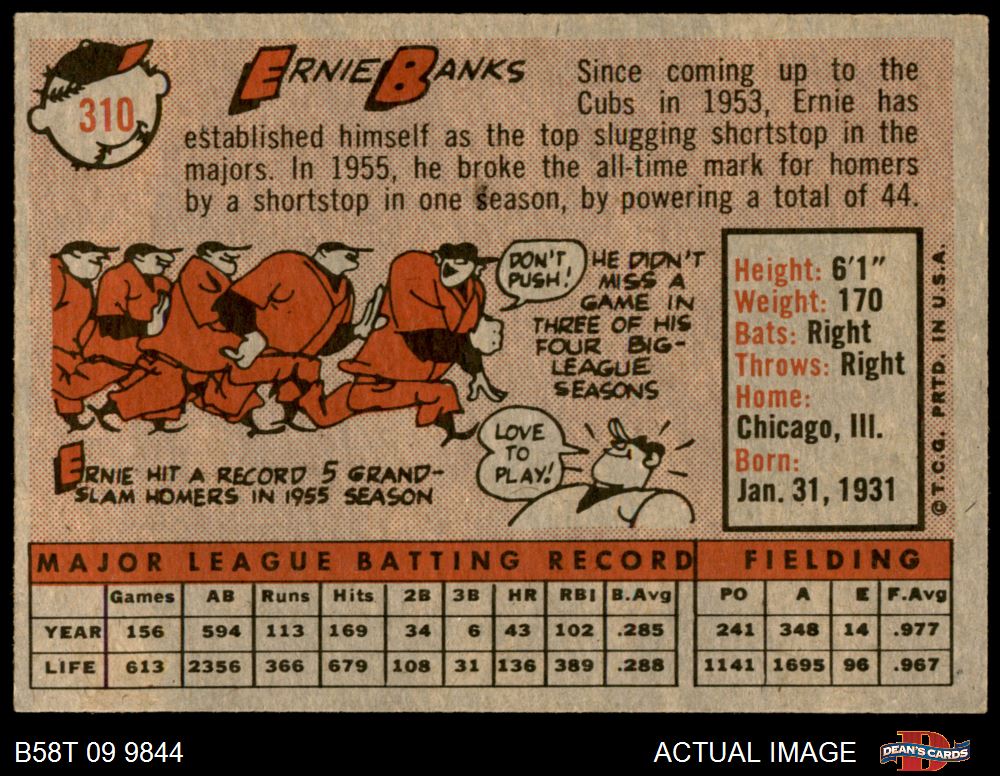 310
ERNIE BANKS
Since coming up to the
Cubs in 1953, Ernie has
established himself as the top slugging shortstop in the
majors. In 1955, he broke the all-time mark for homers
by a shortstop in one season, by powering a total of 44.
DON'T
PUSH!
HE DIDN'T
MISS A
GAME IN
THREE OF HIS
FOUR BIG-
LEAGUE
SEASONS
LOVE
TO
PLAY!
ERNIE HIT A RECORD 5 GRAND-
SLAM HOMERS IN 1955 SEASON
Height: 6'1"
Weight: 170
Bats: Right
Throws: Right
Home:
Chicago, Ill.
Born:
Jan. 31, 1931
© T.C.G. PRTD. IN U.S.A.
MAJOR LEAGUE BATTING RECORD FIELDING
Games AB Runs Hits 2B 3B HR RBI B.Avg PO A E F.Avg
YEAR 156 594 113 169 34 6 43 102 .285 241 348 14 .977
LIFE 613 2356 366 679 108 31 136 389 .288 1141 1695 96 .967
B58T 09 9844
ACTUAL IMAGE
DEAN'S CARDS